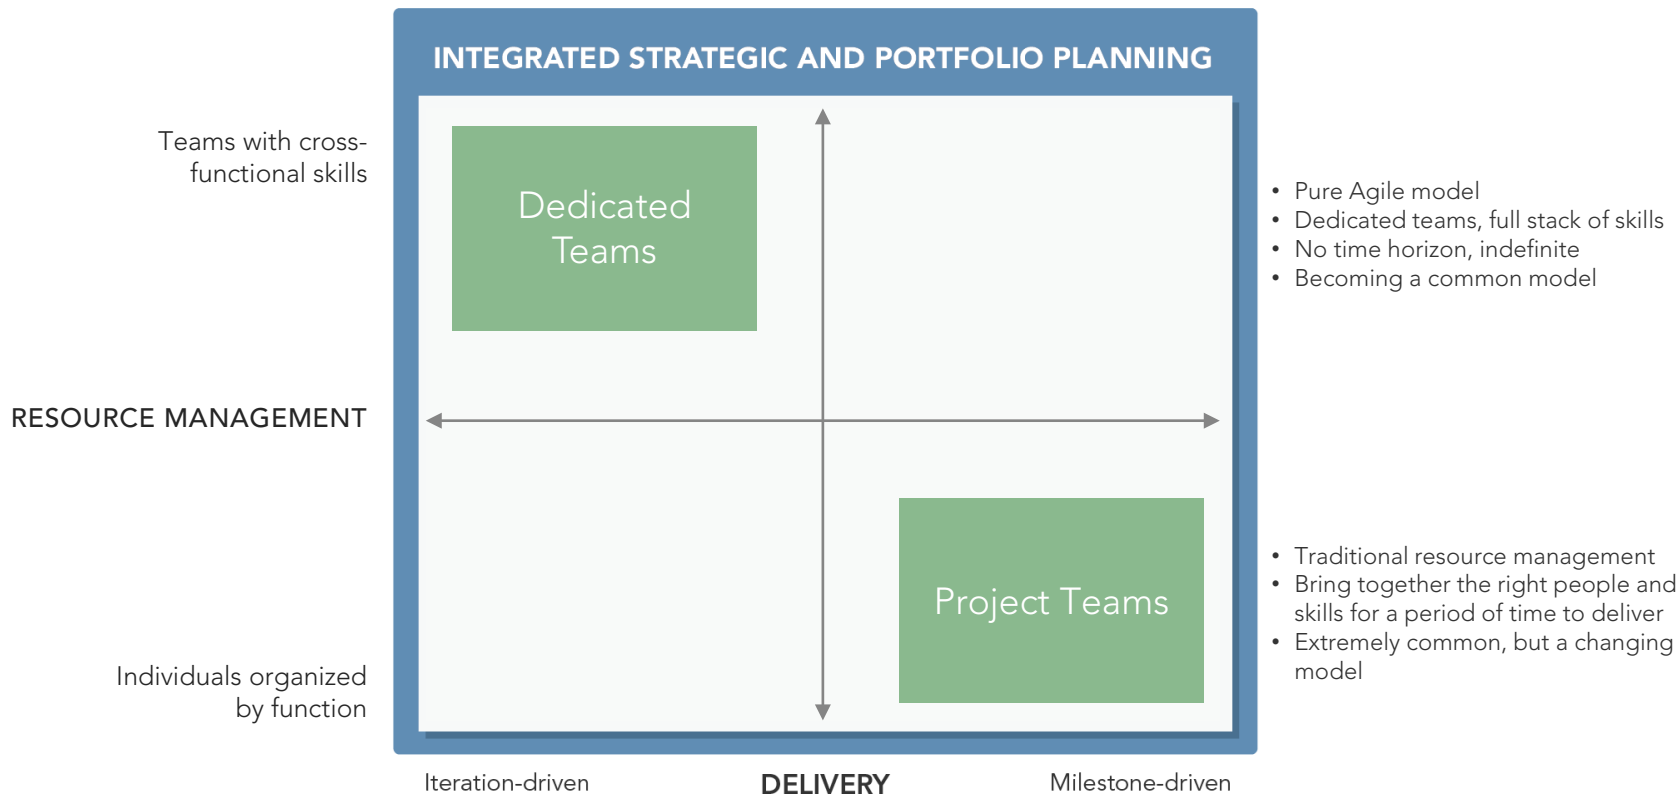 INTEGRATED STRATEGIC AND PORTFOLIO PLANNING
Teams with cross-
functional skills
Dedicated
Teams
• Pure Agile model
• Dedicated teams, full stack of skills
• No time horizon, indefinite
• Becoming a common model
RESOURCE MANAGEMENT
Project Teams
• Traditional resource management
• Bring together the right people and
skills for a period of time to deliver
• Extremely common, but a changing
model
Individuals organized
by function
Iteration-driven
DELIVERY
Milestone-driven